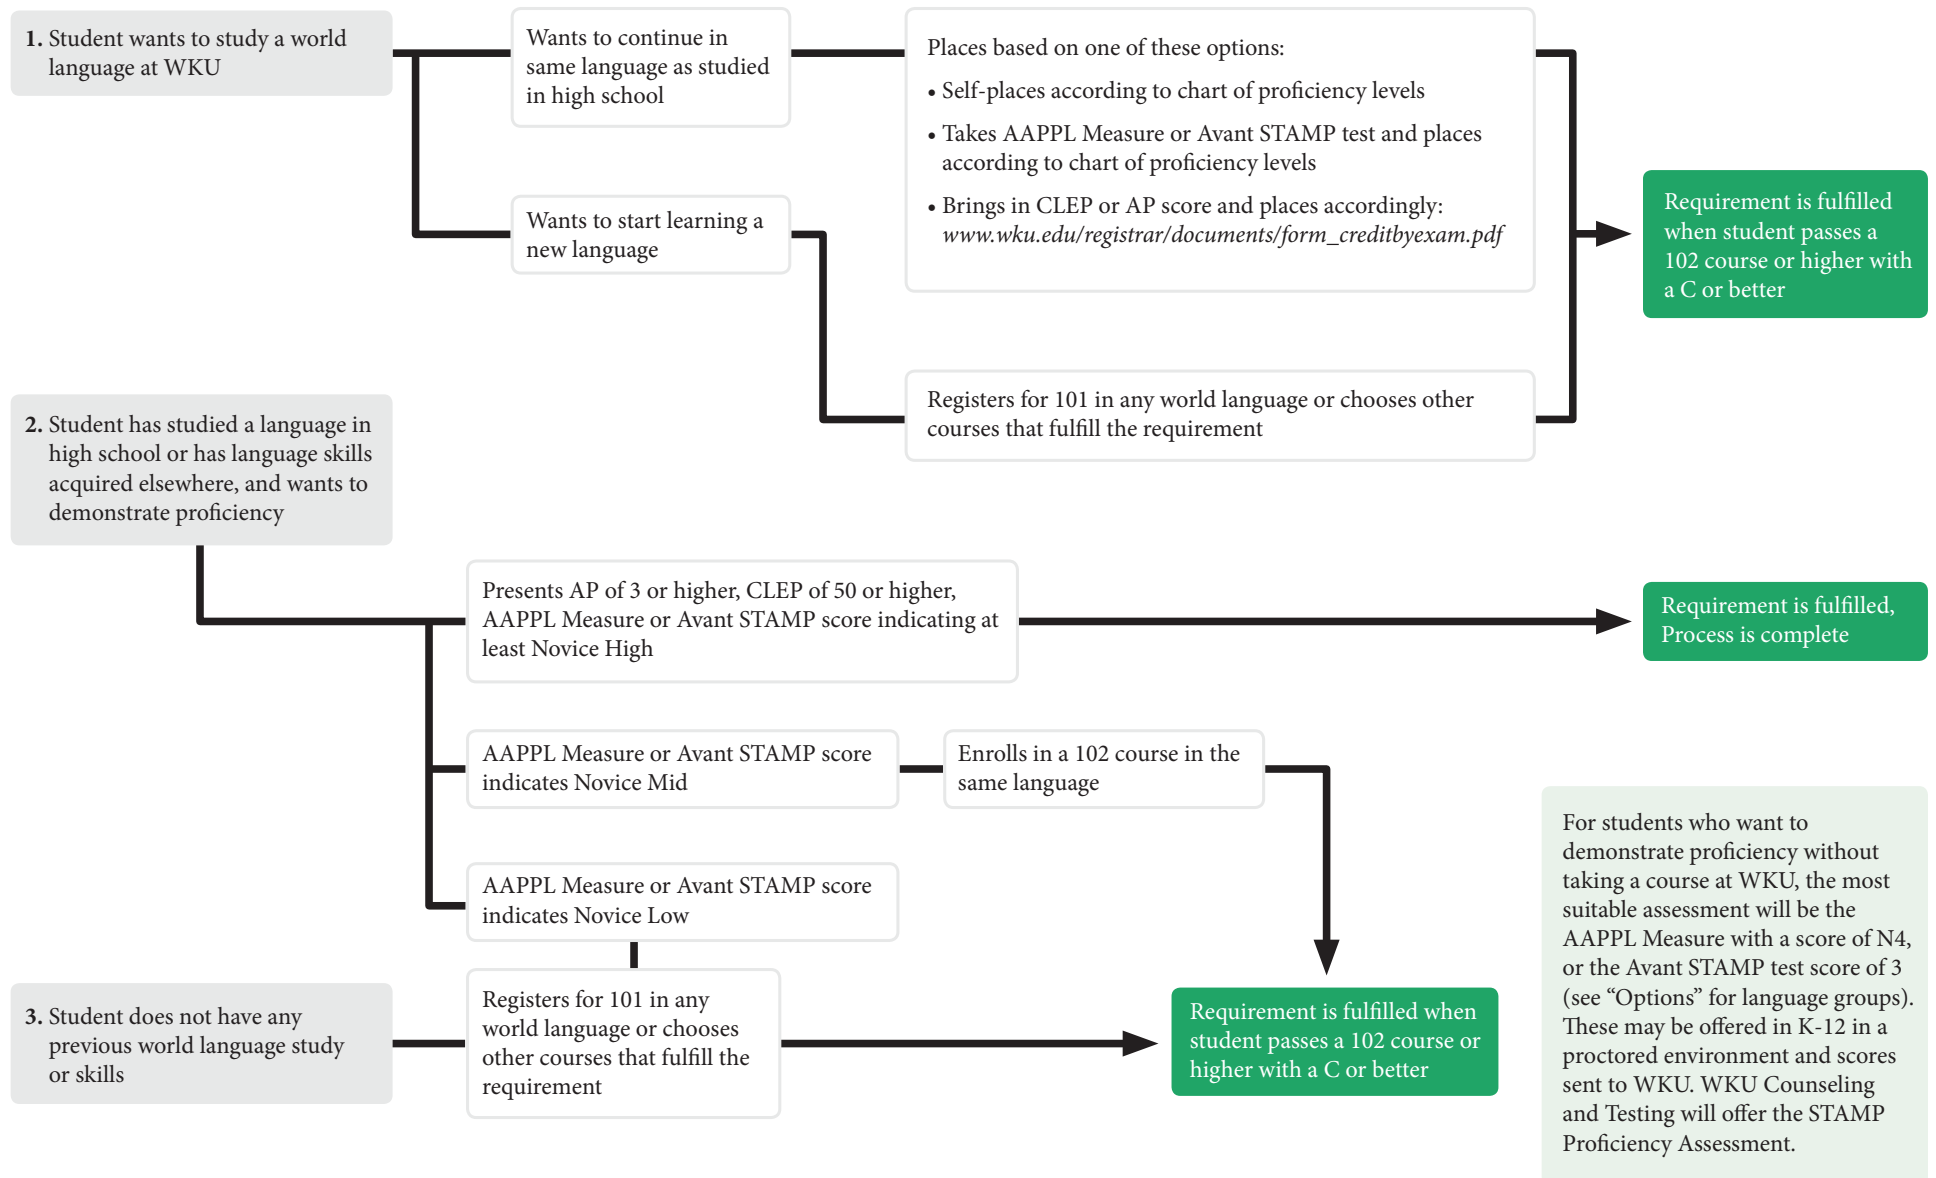 1. Student wants to study a world
language at WKU
Wants to continue in
same language as studied
in high school
Places based on one of these options:
• Self-places according to chart of proficiency levels
• Takes AAPPL Measure or Avant STAMP test and places
according to chart of proficiency levels
• Brings in CLEP or AP score and places accordingly:
www.wku.edu/registrar/documents/form_creditbyexam.pdf
Wants to start learning a
new language
Requirement is fulfilled
when student passes a
102 course or higher with
a C or better
Registers for 101 in any world language or chooses other
courses that fulfill the requirement
2. Student has studied a language in
high school or has language skills
acquired elsewhere, and wants to
demonstrate proficiency
Presents AP of 3 or higher, CLEP of 50 or higher,
AAPPL Measure or Avant STAMP score indicating at
least Novice High
Requirement is fulfilled,
Process is complete
AAPPL Measure or Avant STAMP score
indicates Novice Mid
Enrolls in a 102 course in the
same language
AAPPL Measure or Avant STAMP score
indicates Novice Low
3. Student does not have any
previous world language study
or skills
Registers for 101 in any
world language or chooses
other courses that fulfill the
requirement
Requirement is fulfilled when
student passes a 102 course or
higher with a C or better
For students who want to
demonstrate proficiency without
taking a course at WKU, the most
suitable assessment will be the
AAPPL Measure with a score of N4,
or the Avant STAMP test score of 3
(see “Options” for language groups).
These may be offered in K-12 in a
proctored environment and scores
sent to WKU. WKU Counseling
and Testing will offer the STAMP
Proficiency Assessment.